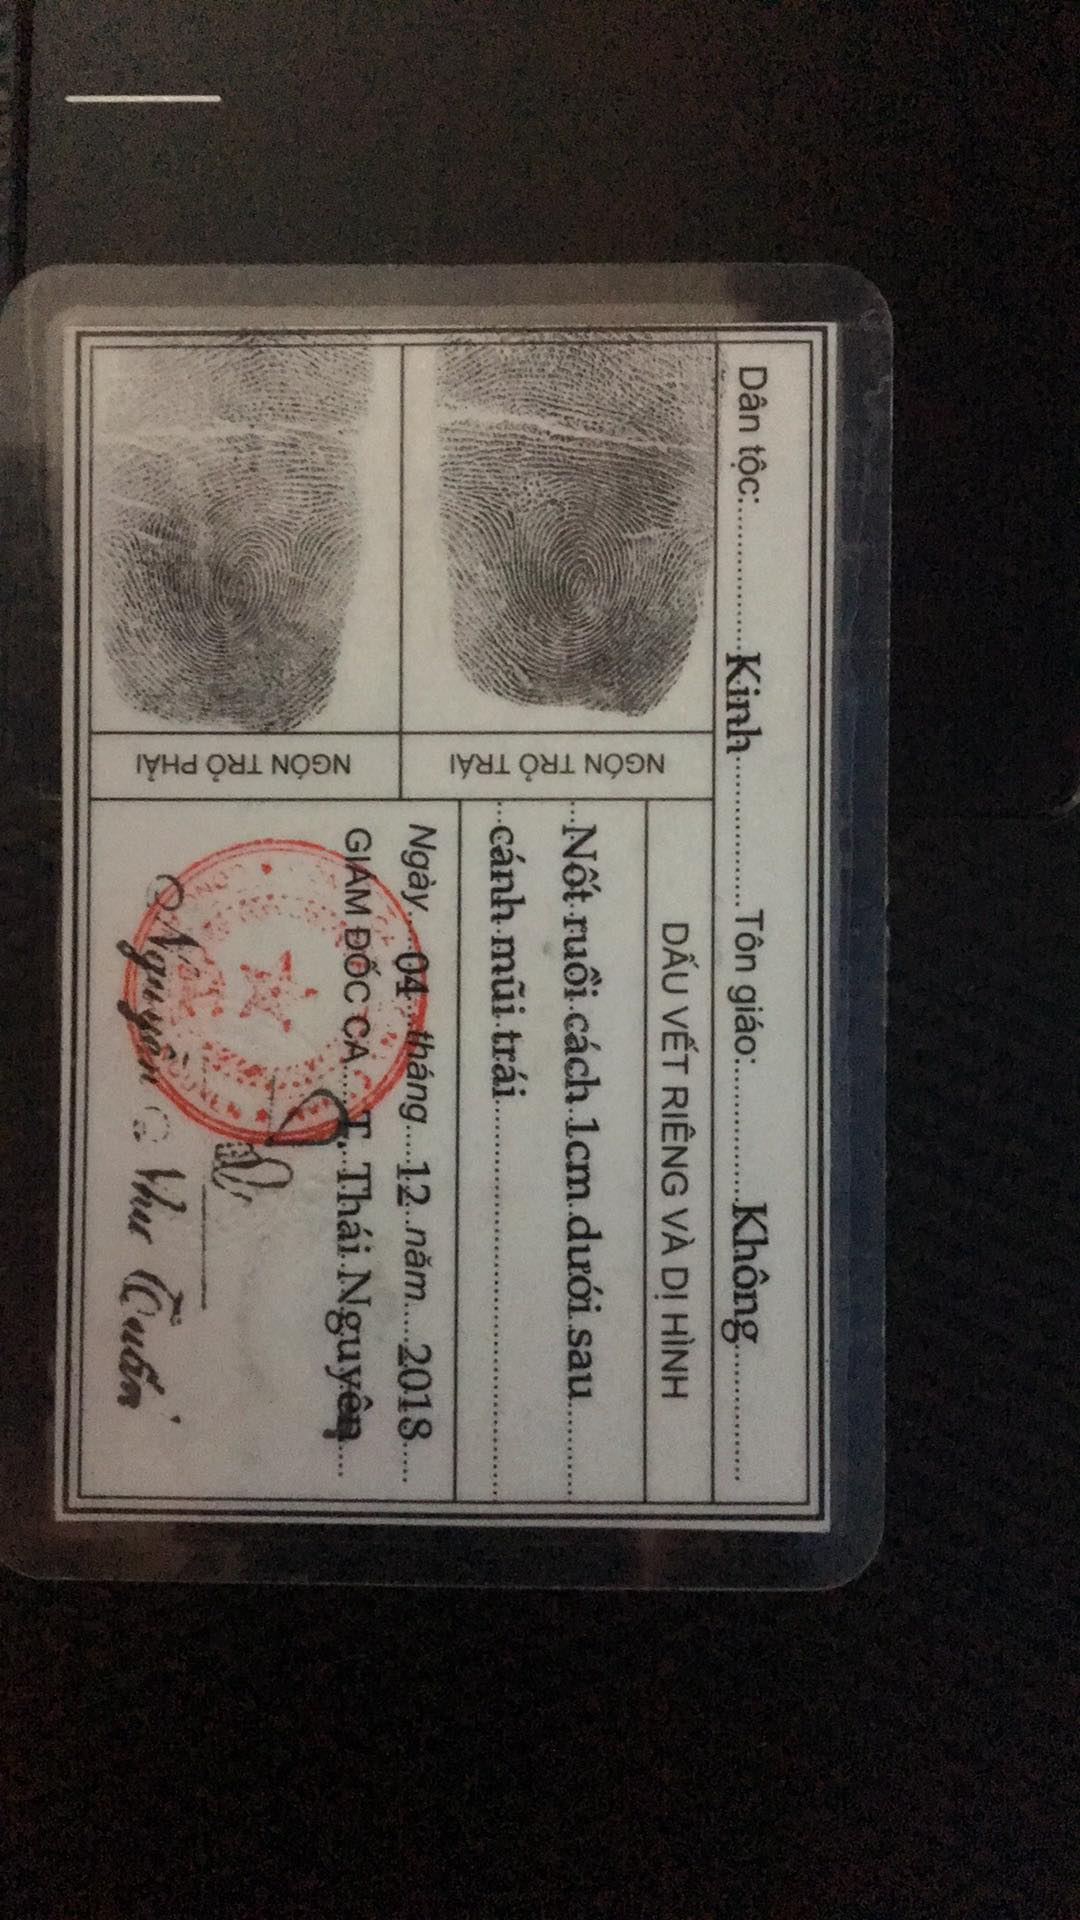 Dân tộc: Kinh Tôn giáo: Không
NGÓN TRỎ TRÁI
NGÓN TRỎ PHẢI
DẤU VẾT RIÊNG VÀ DỊ HÌNH
Nốt ruồi cách 1cm dưới sau
cánh mũi trái
Ngày 04 tháng 12 năm 2018
GIÁM ĐỐC CA T. Thái Nguyên
Nguyễn Như Tuấn